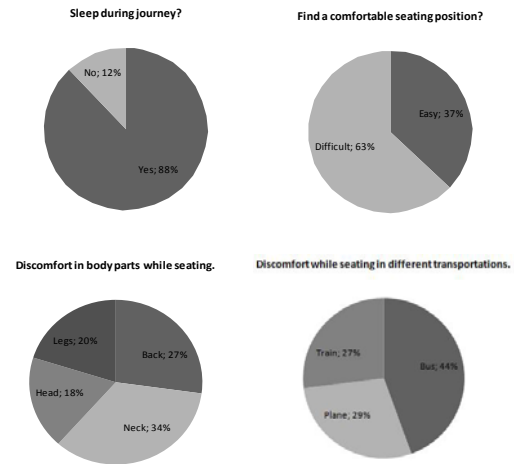 Sleep during journey?
No; 12%
Yes; 88%
Find a comfortable seating position?
Easy; 37%
Difficult; 63%
Discomfort in body parts while seating.
Legs; 20%
Back; 27%
Head; 18%
Neck; 34%
Discomfort while seating in different transportations.
Train; 27%
Bus; 44%
Plane; 29%